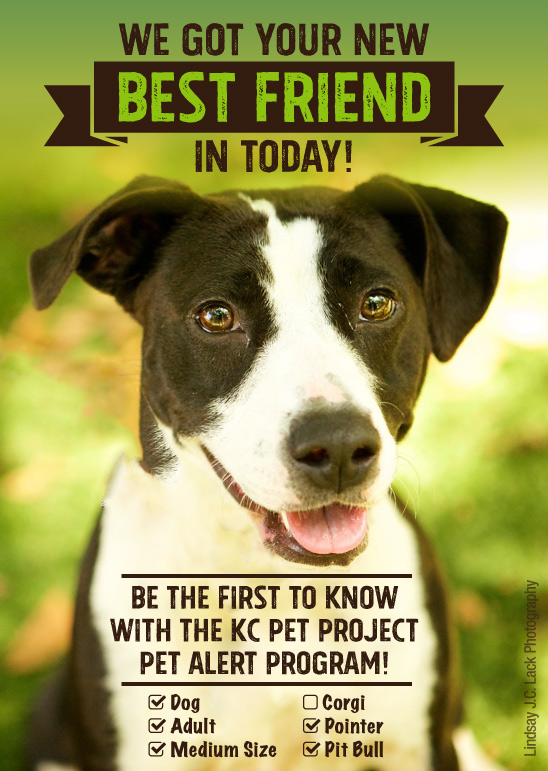 WE GOT YOUR NEW
BEST FRIEND
IN TODAY!
BE THE FIRST TO KNOW
WITH THE KC PET PROJECT
PET ALERT PROGRAM!
☑ Dog
☑ Adult
☑ Medium Size
☐ Corgi
☑ Pointer
☑ Pit Bull
Lindsay J.C. Lack Photography